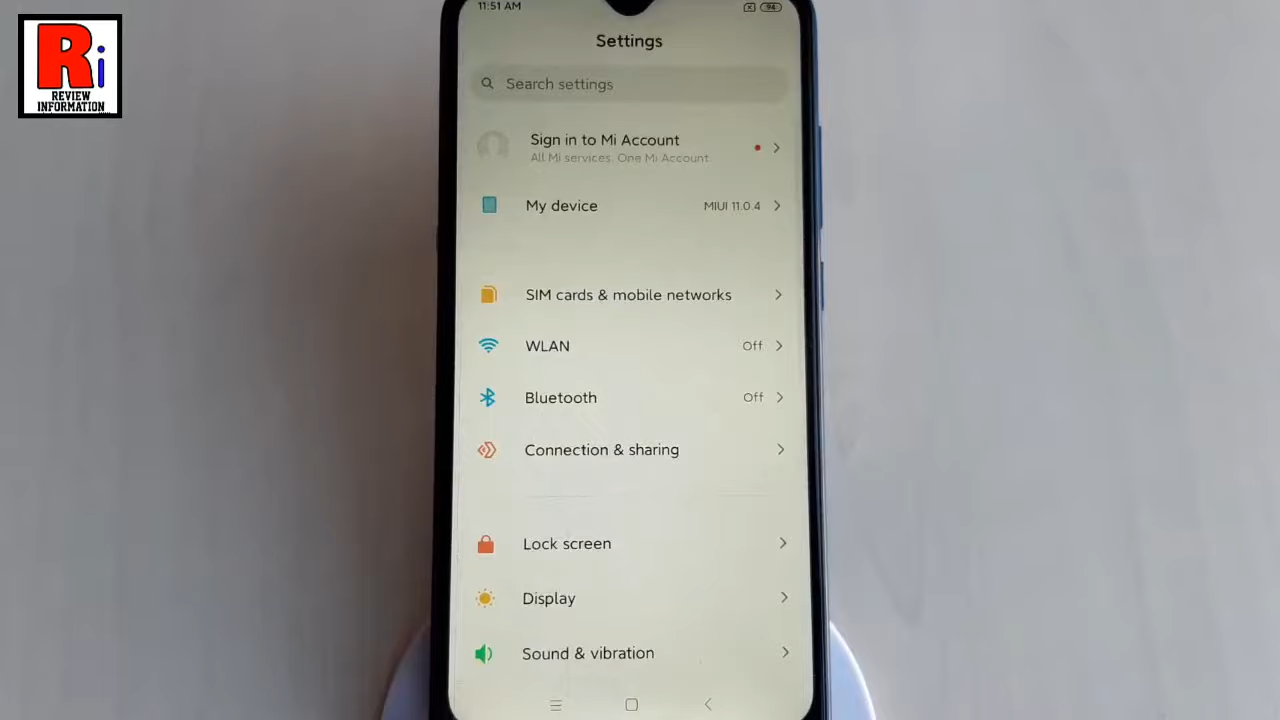 Ri
REVIEW
INFORMATION
11:51 AM
94
Settings
Search settings
Sign in to Mi Account
All Mi services. One Mi Account
My device MIUI 11.0.4
SIM cards & mobile networks
WLAN Off
Bluetooth Off
Connection & sharing
Lock screen
Display
Sound & vibration